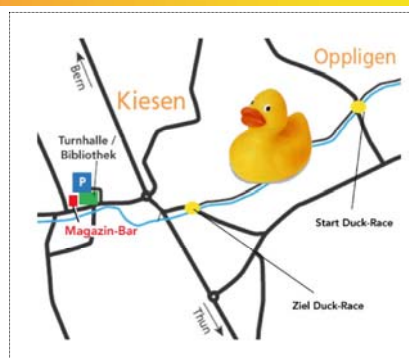 Oppligen
Bern
Kiesen
Turnhalle /
Bibliothek
P
Magazin-Bar
Start Duck-Race
Ziel Duck-Race
Thun